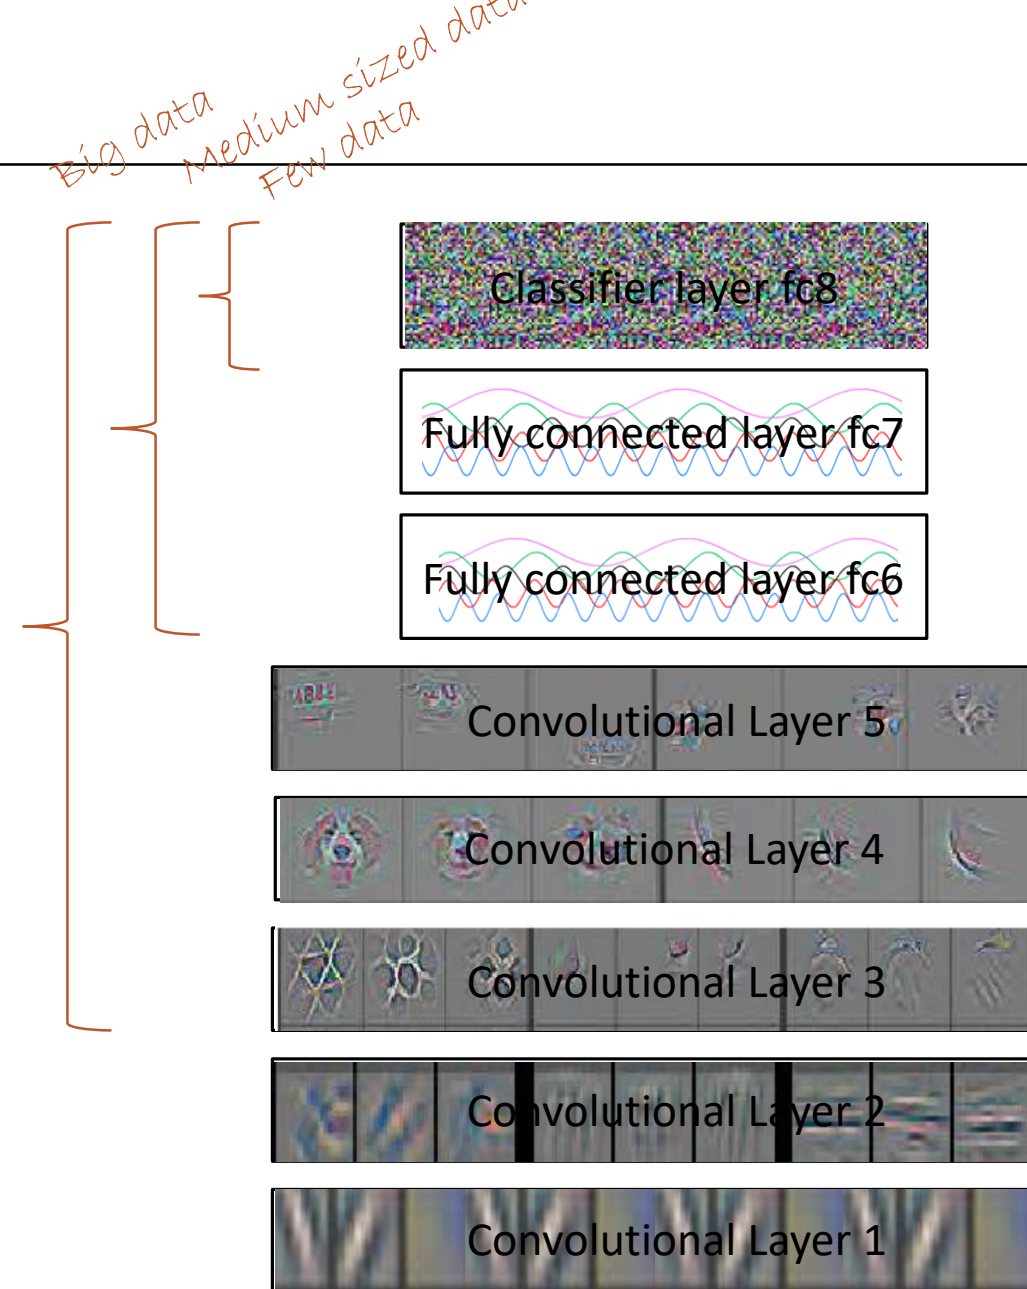 Big data
Medium sized data
Few data
Classifier layer fc8
Fully connected layer fc7
Fully connected layer fc6
Convolutional Layer 5
Convolutional Layer 4
Convolutional Layer 3
Convolutional Layer 2
Convolutional Layer 1